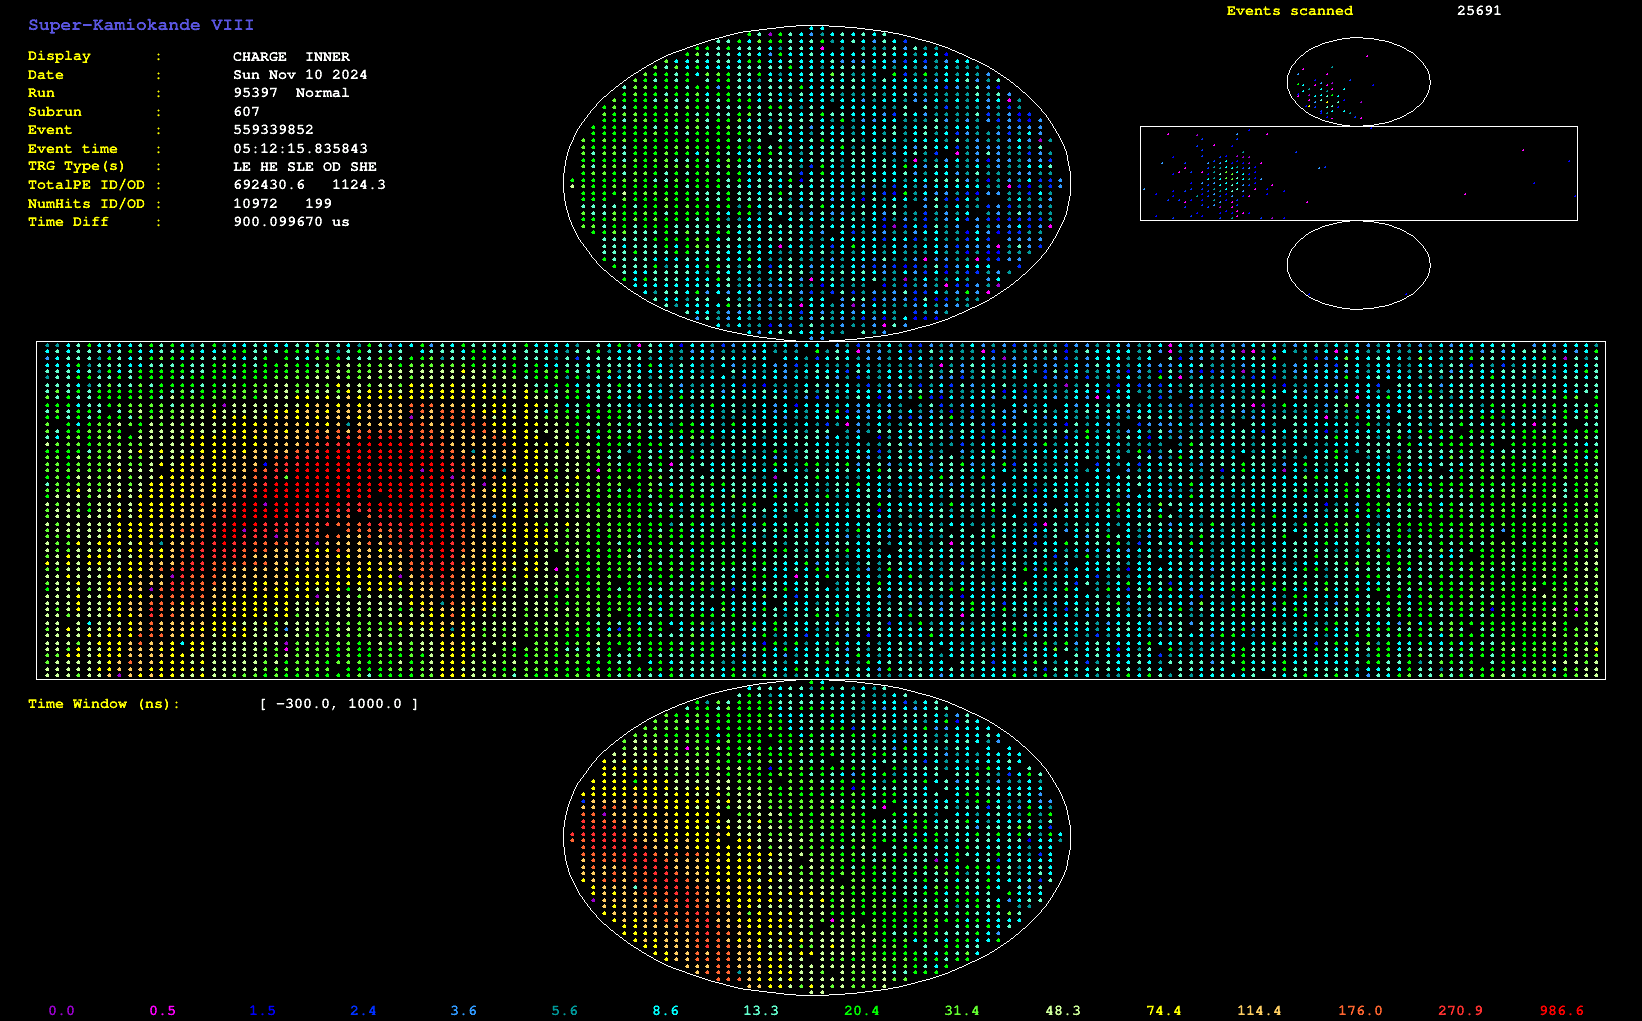 Super-Kamiokande VIII
Events scanned 25691
Display : CHARGE INNER
Date : Sun Nov 10 2024
Run : 95397 Normal
Subrun : 607
Event : 559339852
Event time : 05:12:15.835843
TRG Type(s) : LE HE SLE OD SHE
TotalPE ID/OD : 692430.6 1124.3
NumHits ID/OD : 10972 199
Time Diff : 900.099670 us
Time Window (ns): [ -300.0, 1000.0 ]
0.0 0.5 1.5 2.4 3.6 5.6 8.6 13.3 20.4 31.4 48.3 74.4 114.4 176.0 270.9 986.6